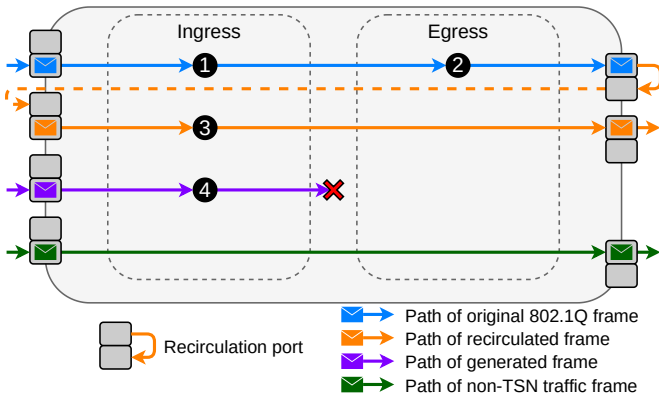 Ingress
Egress
1
2
3
4
Recirculation port
Path of original 802.1Q frame
Path of recirculated frame
Path of generated frame
Path of non-TSN traffic frame